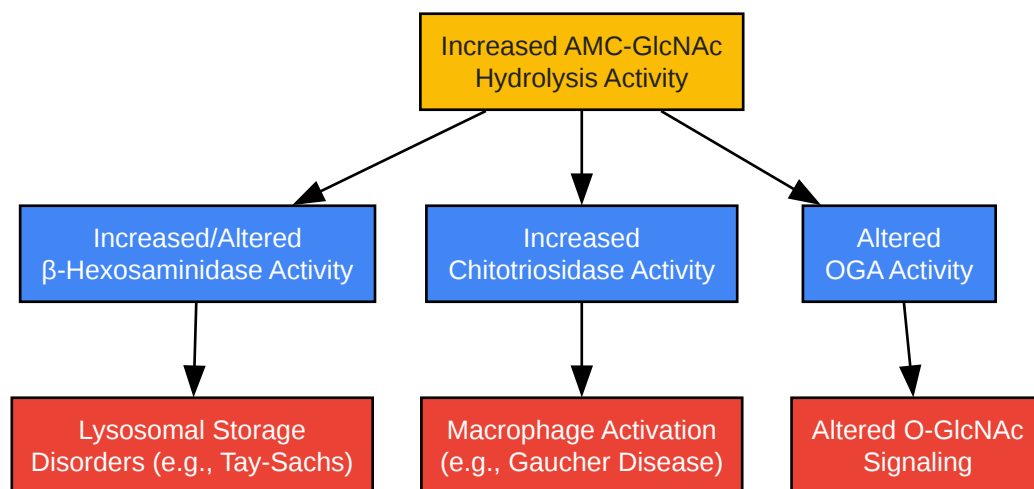 Increased AMC-GlcNAc
Hydrolysis Activity
Increased/Altered
β-Hexosaminidase Activity
Increased
Chitotriosidase Activity
Altered
OGA Activity
Lysosomal Storage
Disorders (e.g., Tay-Sachs)
Macrophage Activation
(e.g., Gaucher Disease)
Altered O-GlcNAc
Signaling